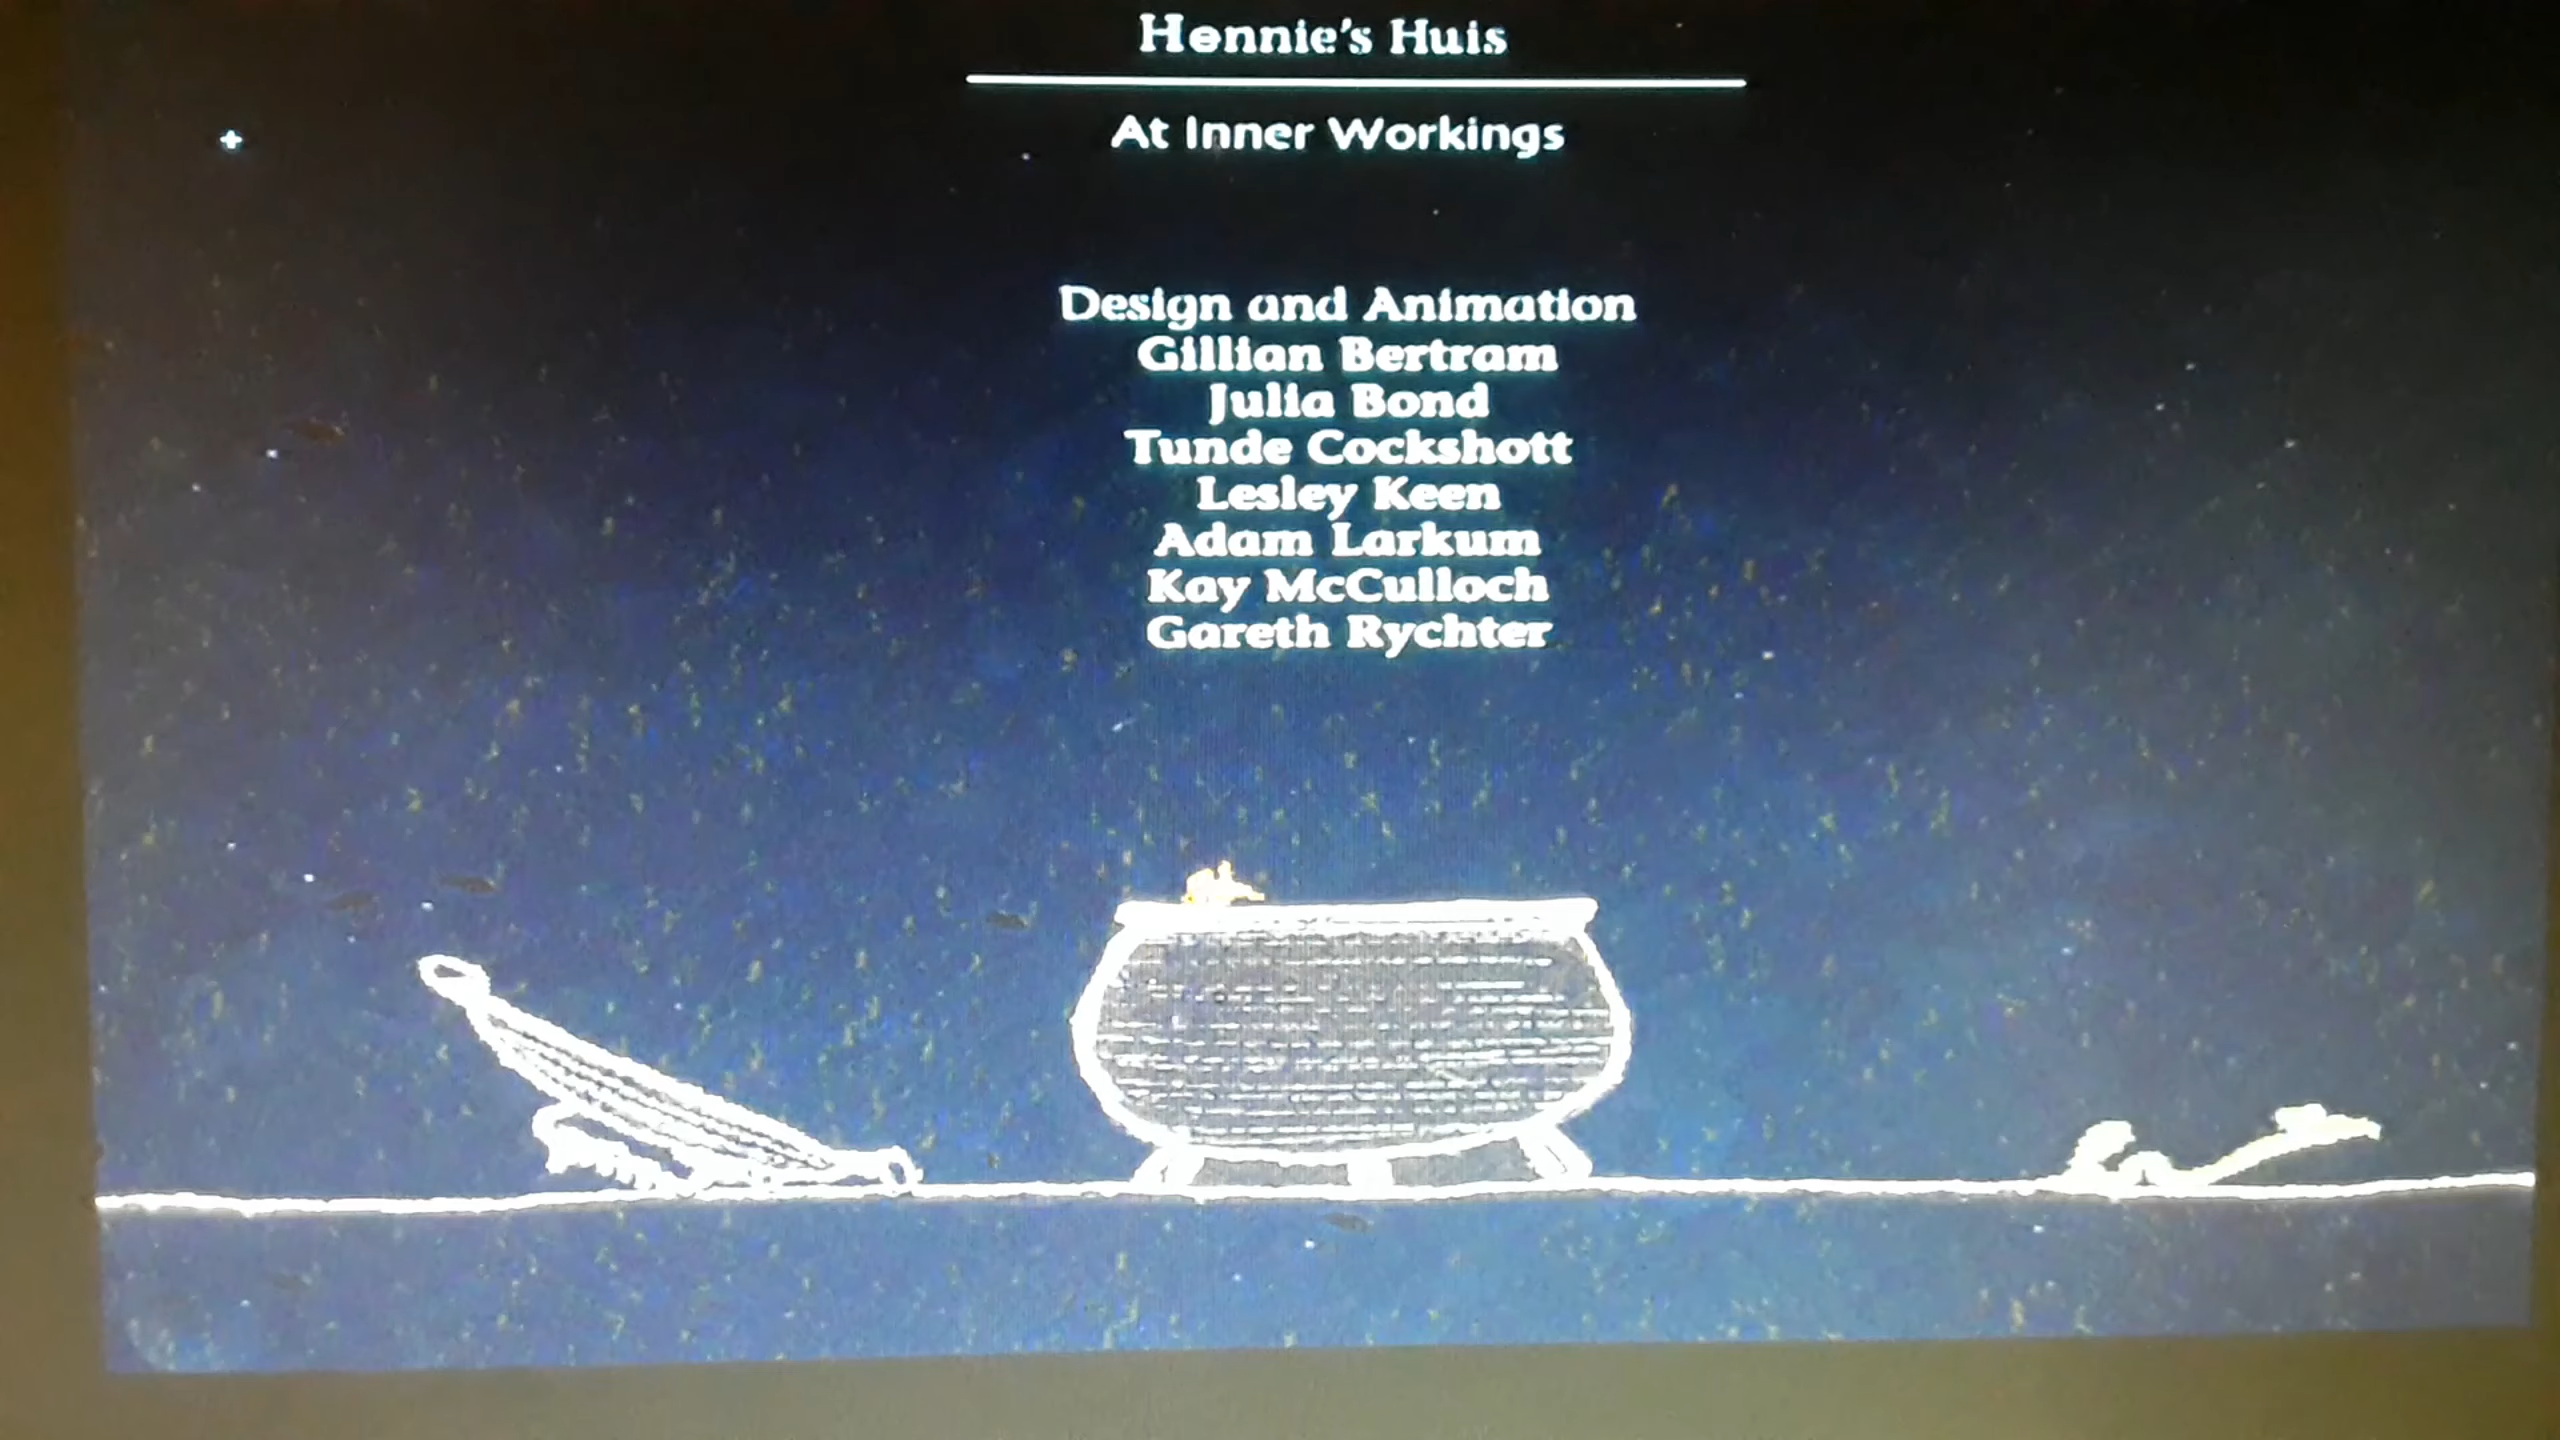 Hennie's Huis
At Inner Workings
Design and Animation
Gillian Bertram
Julia Bond
Tunde Cockshott
Lesley Keen
Adam Larkum
Kay McCulloch
Gareth Rychter